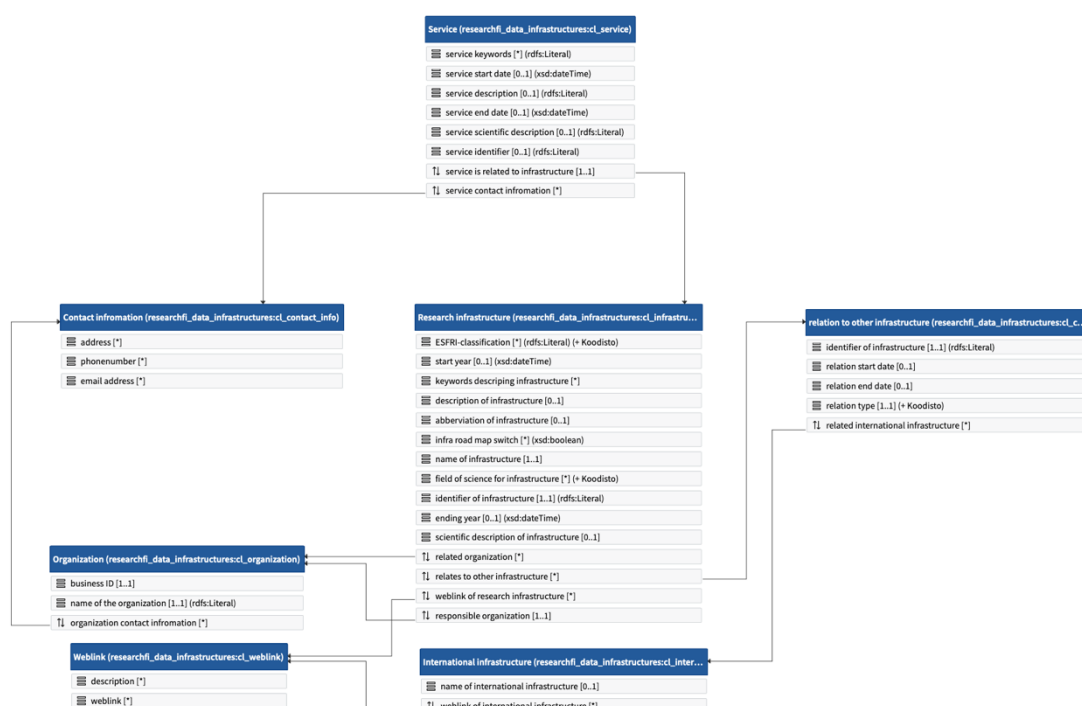 Service (researchfi_data_infrastructures:cl_service)
service keywords [*] (rdfs:Literal)
service start date [0..1] (xsd:dateTime)
service description [0..1] (rdfs:Literal)
service end date [0..1] (xsd:dateTime)
service scientific description [0..1] (rdfs:Literal)
service identifier [0..1] (rdfs:Literal)
service is related to infrastructure [1..1]
service contact infromation [*]
Contact infromation (researchfi_data_infrastructures:cl_contact_info)
address [*]
phonenumber [*]
email address [*]
Research infrastructure (researchfi_data_infrastructures:cl_infrastru...
ESFRI-classification [*] (rdfs:Literal) (+ Koodisto)
start year [0..1] (xsd:dateTime)
keywords descriping infrastructure [*]
description of infrastructure [0..1]
abberviation of infrastructure [0..1]
infra road map switch [*] (xsd:boolean)
name of infrastructure [1..1]
field of science for infrastructure [*] (+ Koodisto)
identifier of infrastructure [1..1] (rdfs:Literal)
ending year [0..1] (xsd:dateTime)
scientific description of infrastructure [0..1]
related organization [*]
relates to other infrastructure [*]
weblink of research infrastructure [*]
responsible organization [1..1]
relation to other infrastructure (researchfi_data_infrastructures:cl_c...
identifier of infrastructure [1..1] (rdfs:Literal)
relation start date [0..1]
relation end date [0..1]
relation type [1..1] (+ Koodisto)
related international infrastructure [*]
Organization (researchfi_data_infrastructures:cl_organization)
business ID [1..1]
name of the organization [1..1] (rdfs:Literal)
organization contact infromation [*]
Weblink (researchfi_data_infrastructures:cl_weblink)
description [*]
weblink [*]
International infrastructure (researchfi_data_infrastructures:cl_inter...
name of international infrastructure [0..1]
weblink of international infrastructure [*]